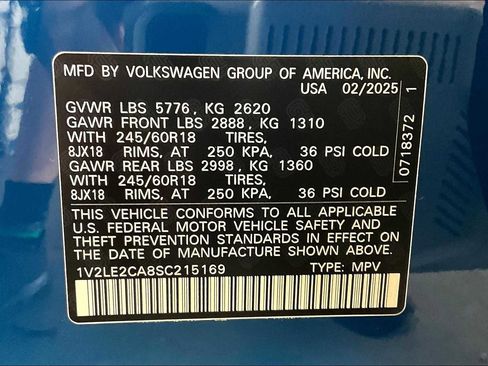 MFD BY VOLKSWAGEN GROUP OF AMERICA, INC.
USA 02/2025
GVWR LBS 5776, KG 2620
GAWR FRONT LBS 2888, KG 1310
WITH 245/60R18 TIRES,
8JX18 RIMS, AT 250 KPA, 36 PSI COLD
GAWR REAR LBS 2998, KG 1360
WITH 245/60R18 TIRES,
8JX18 RIMS, AT 250 KPA, 36 PSI COLD
THIS VEHICLE CONFORMS TO ALL APPLICABLE
U.S. FEDERAL MOTOR VEHICLE SAFETY AND
THEFT PREVENTION STANDARDS IN EFFECT ON
THE DATE OF MANUFACTURE SHOWN ABOVE.
1V2LE2CA8SC215169 TYPE: MPV
0718372 1